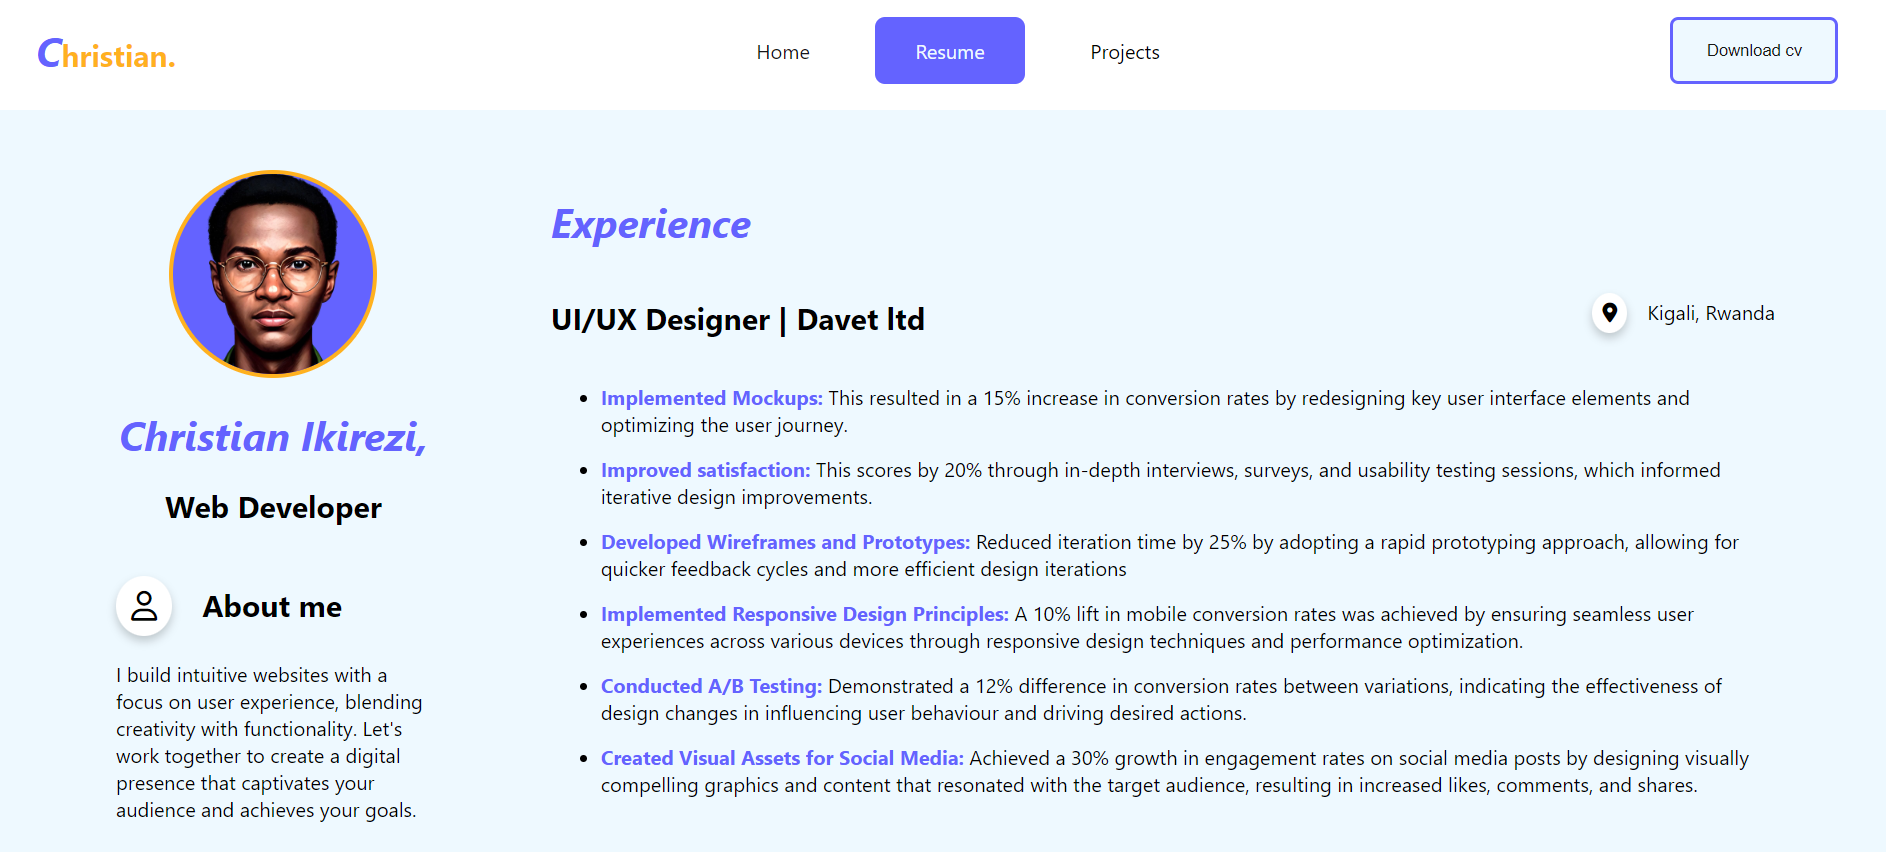 Christian.
Home
Resume
Projects
Download cv
Christian Ikirezi,
Web Developer
About me
I build intuitive websites with a
focus on user experience, blending
creativity with functionality. Let's
work together to create a digital
presence that captivates your
audience and achieves your goals.
Experience
UI/UX Designer | Davet ltd
Kigali, Rwanda
• Implemented Mockups: This resulted in a 15% increase in conversion rates by redesigning key user interface elements and
optimizing the user journey.
• Improved satisfaction: This scores by 20% through in-depth interviews, surveys, and usability testing sessions, which informed
iterative design improvements.
• Developed Wireframes and Prototypes: Reduced iteration time by 25% by adopting a rapid prototyping approach, allowing for
quicker feedback cycles and more efficient design iterations
• Implemented Responsive Design Principles: A 10% lift in mobile conversion rates was achieved by ensuring seamless user
experiences across various devices through responsive design techniques and performance optimization.
• Conducted A/B Testing: Demonstrated a 12% difference in conversion rates between variations, indicating the effectiveness of
design changes in influencing user behaviour and driving desired actions.
• Created Visual Assets for Social Media: Achieved a 30% growth in engagement rates on social media posts by designing visually
compelling graphics and content that resonated with the target audience, resulting in increased likes, comments, and shares.